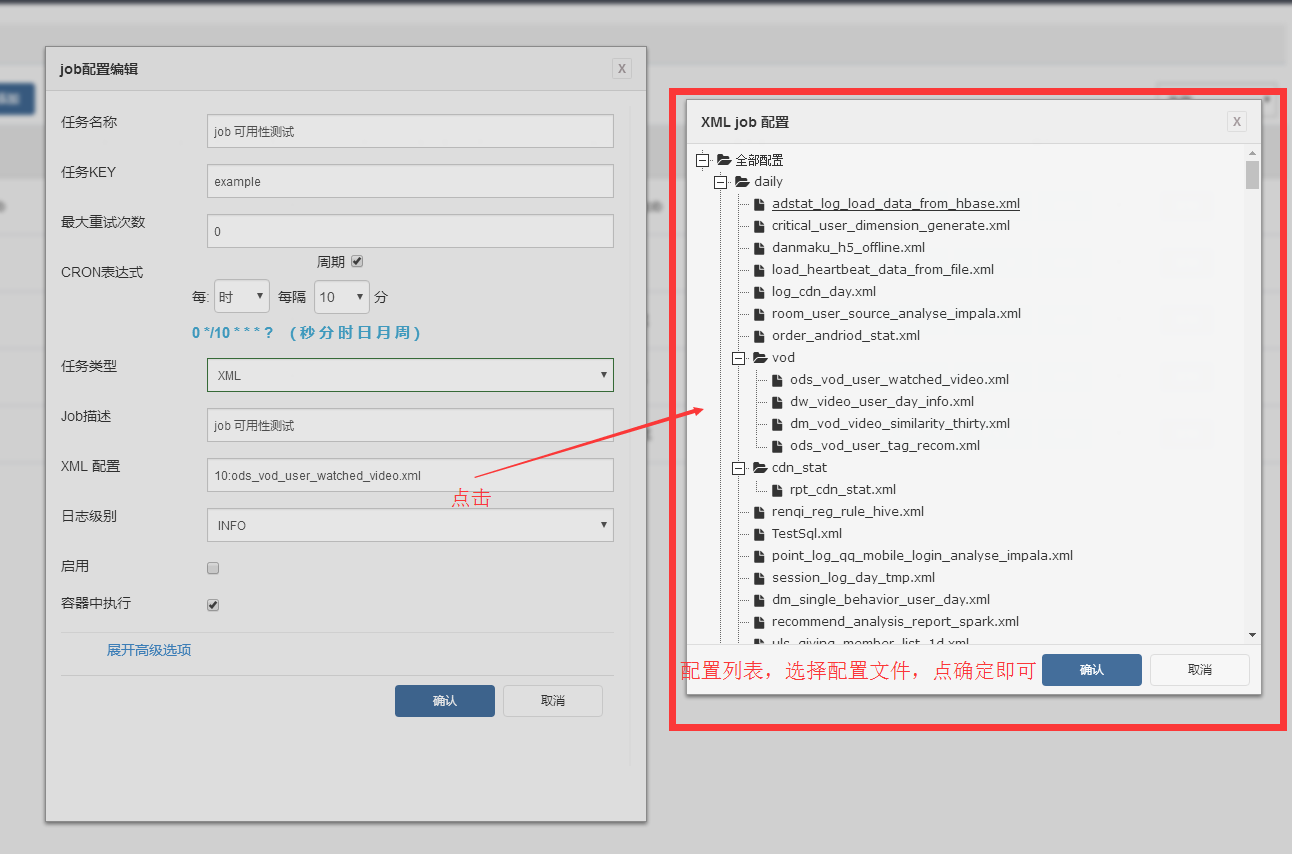 job配置编辑
X
任务名称
job 可用性测试
任务KEY
example
最大重试次数
0
CRON表达式
周期
每: 时 每隔 10 分
0 */10 * * * ? ( 秒 分 时 日 月 周 )
任务类型
XML
Job描述
job 可用性测试
XML 配置
10:ods_vod_user_watched_video.xml
点击
日志级别
INFO
启用
容器中执行
展开高级选项
确认
取消
XML job 配置
X
全部配置
daily
adstat_log_load_data_from_hbase.xml
critical_user_dimension_generate.xml
danmaku_h5_offline.xml
load_heartbeat_data_from_file.xml
log_cdn_day.xml
room_user_source_analyse_impala.xml
order_andriod_stat.xml
vod
ods_vod_user_watched_video.xml
dw_video_user_day_info.xml
dm_vod_video_similarity_thirty.xml
ods_vod_user_tag_recom.xml
cdn_stat
rpt_cdn_stat.xml
renqi_reg_rule_hive.xml
TestSql.xml
point_log_qq_mobile_login_analyse_impala.xml
session_log_day_tmp.xml
dm_single_behavior_user_day.xml
recommend_analysis_report_spark.xml
配置列表，选择配置文件，点确定即可
确认
取消